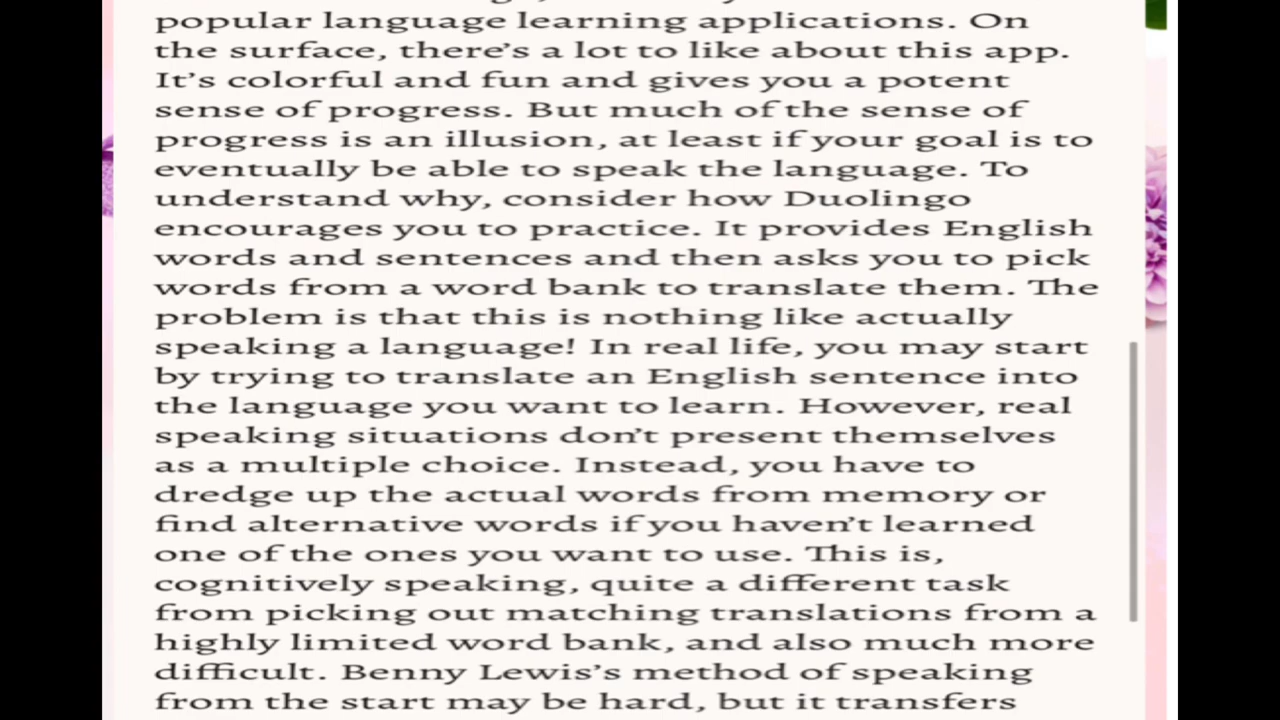 popular language learning applications. On
the surface, there's a lot to like about this app.
It's colorful and fun and gives you a potent
sense of progress. But much of the sense of
progress is an illusion, at least if your goal is to
eventually be able to speak the language. To
understand why, consider how Duolingo
encourages you to practice. It provides English
words and sentences and then asks you to pick
words from a word bank to translate them. The
problem is that this is nothing like actually
speaking a language! In real life, you may start
by trying to translate an English sentence into
the language you want to learn. However, real
speaking situations don't present themselves
as a multiple choice. Instead, you have to
dredge up the actual words from memory or
find alternative words if you haven't learned
one of the ones you want to use. This is,
cognitively speaking, quite a different task
from picking out matching translations from a
highly limited word bank, and also much more
difficult. Benny Lewis's method of speaking
from the start may be hard, but it transfers